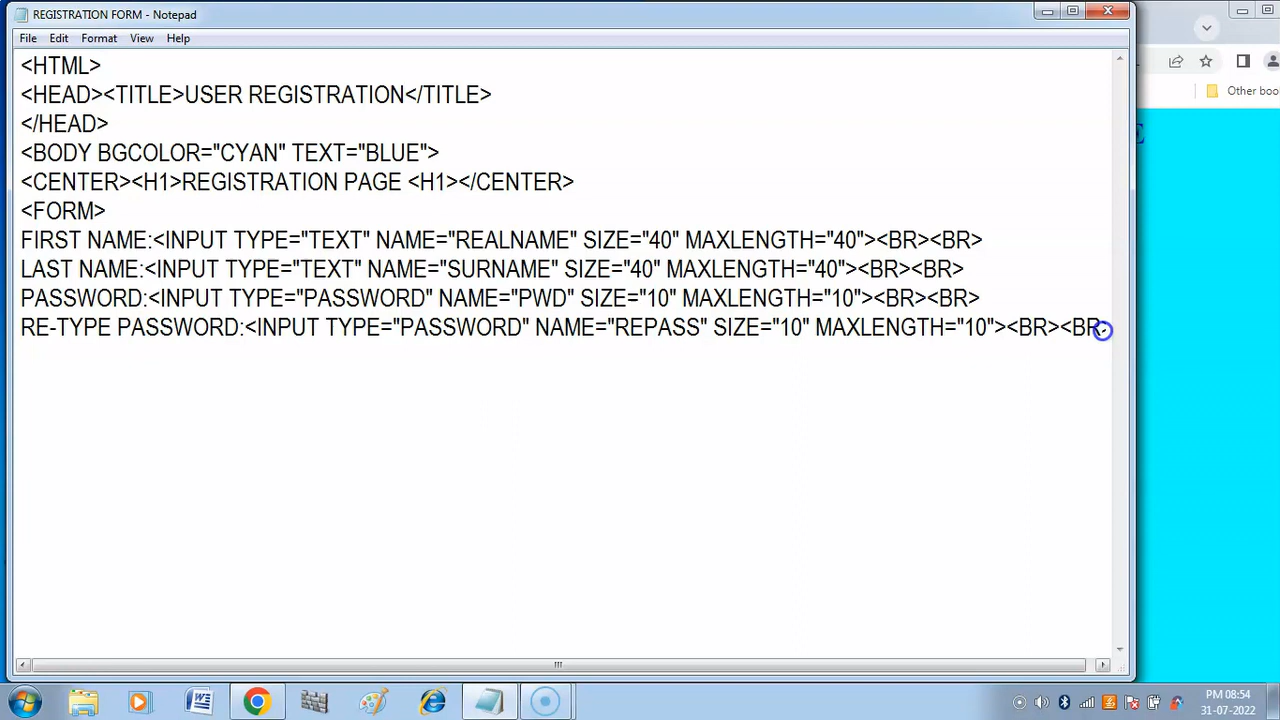 REGISTRATION FORM - Notepad
File Edit Format View Help
<HTML>
<HEAD><TITLE>USER REGISTRATION</TITLE>
</HEAD>
<BODY BGCOLOR="CYAN" TEXT="BLUE">
<CENTER><H1>REGISTRATION PAGE <H1></CENTER>
<FORM>
FIRST NAME:<INPUT TYPE="TEXT" NAME="REALNAME" SIZE="40" MAXLENGTH="40"><BR><BR>
LAST NAME:<INPUT TYPE="TEXT" NAME="SURNAME" SIZE="40" MAXLENGTH="40"><BR><BR>
PASSWORD:<INPUT TYPE="PASSWORD" NAME="PWD" SIZE="10" MAXLENGTH="10"><BR><BR>
RE-TYPE PASSWORD:<INPUT TYPE="PASSWORD" NAME="REPASS" SIZE="10" MAXLENGTH="10"><BR><BR>
Other boo
E
PM 08:54
31-07-2022